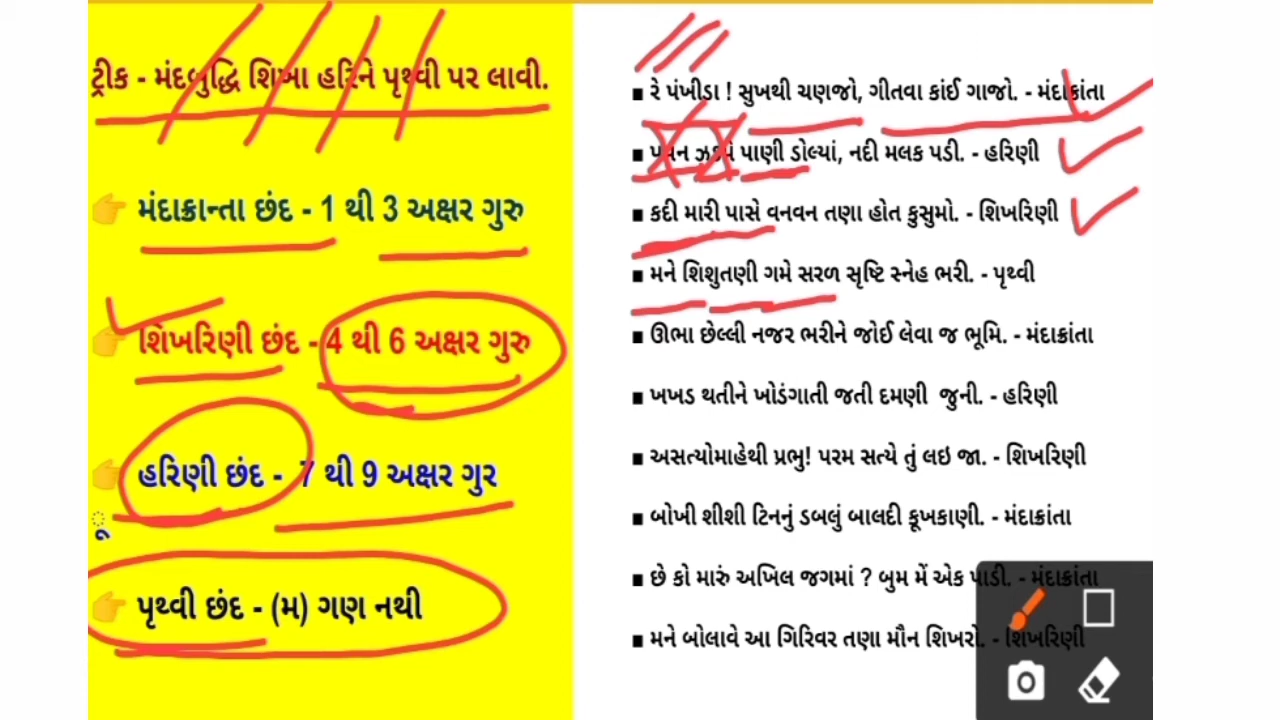 ટ્રીક - મંદબુદ્ધિ શિખા હરિને પૃથ્વી પર લાવી.
👉 મંદાક્રાન્તા છંદ - 1 થી 3 અક્ષર ગુરુ
👉 શિખરિણી છંદ - 4 થી 6 અક્ષર ગુરુ
👉 હરિણી છંદ - 7 થી 9 અક્ષર ગુર
ૂ
👉 પૃથ્વી છંદ - (મ) ગણ નથી
■ રે પંખીડા ! સુખથી ચણજો, ગીતવા કાંઈ ગાજો. - મંદાક્રાંતા
■ પવન ઝડપે પાણી ડોલ્યાં, નદી મલક પડી. - હરિણી
■ કદી મારી પાસે વનવન તણા હોત કુસુમો. - શિખરિણી
■ મને શિશુતણી ગમે સરળ સૃષ્ટિ સ્નેહ ભરી. - પૃથ્વી
■ ઊભા છેલ્લી નજર ભરીને જોઈ લેવા જ ભૂમિ. - મંદાક્રાંતા
■ ખખડ થતીને ખોડંગાતી જતી દમણી જુની. - હરિણી
■ અસત્યોમાહેથી પ્રભુ! પરમ સત્યે તું લઇ જા. - શિખરિણી
■ બોખી શીશી ટિનનું ડબલું બાલદી કૂખકાણી. - મંદાક્રાંતા
■ છે કો મારું અખિલ જગમાં ? બુમ મેં એક પાડી. - મંદાક્રાંતા
■ મને બોલાવે આ ગિરિવર તણા મૌન શિખરો. - શિખરિણી